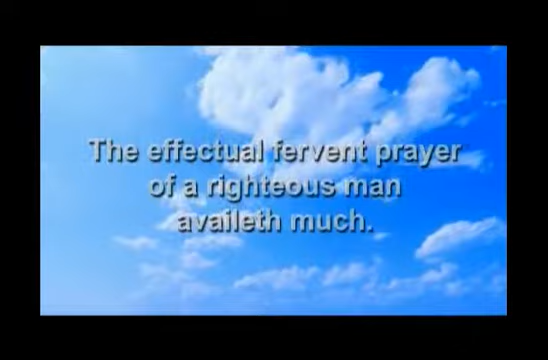 The effectual fervent prayer
of a righteous man
availeth much.